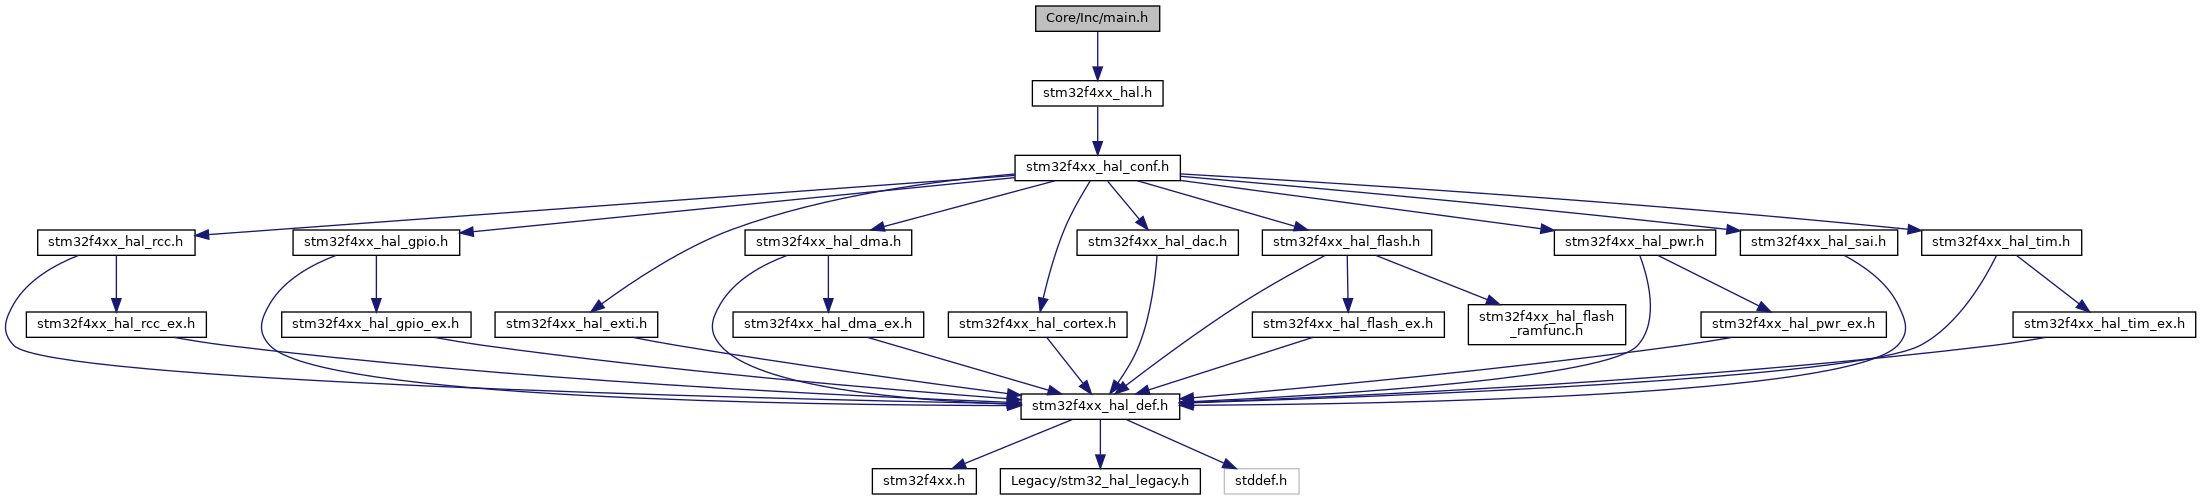 Core/Inc/main.h
stm32f4xx_hal.h
stm32f4xx_hal_conf.h
stm32f4xx_hal_rcc.h
stm32f4xx_hal_gpio.h
stm32f4xx_hal_dma.h
stm32f4xx_hal_dac.h
stm32f4xx_hal_flash.h
stm32f4xx_hal_pwr.h
stm32f4xx_hal_sai.h
stm32f4xx_hal_tim.h
stm32f4xx_hal_rcc_ex.h
stm32f4xx_hal_gpio_ex.h
stm32f4xx_hal_exti.h
stm32f4xx_hal_dma_ex.h
stm32f4xx_hal_cortex.h
stm32f4xx_hal_flash_ex.h
stm32f4xx_hal_flash
_ramfunc.h
stm32f4xx_hal_pwr_ex.h
stm32f4xx_hal_tim_ex.h
stm32f4xx_hal_def.h
stm32f4xx.h
Legacy/stm32_hal_legacy.h
stddef.h